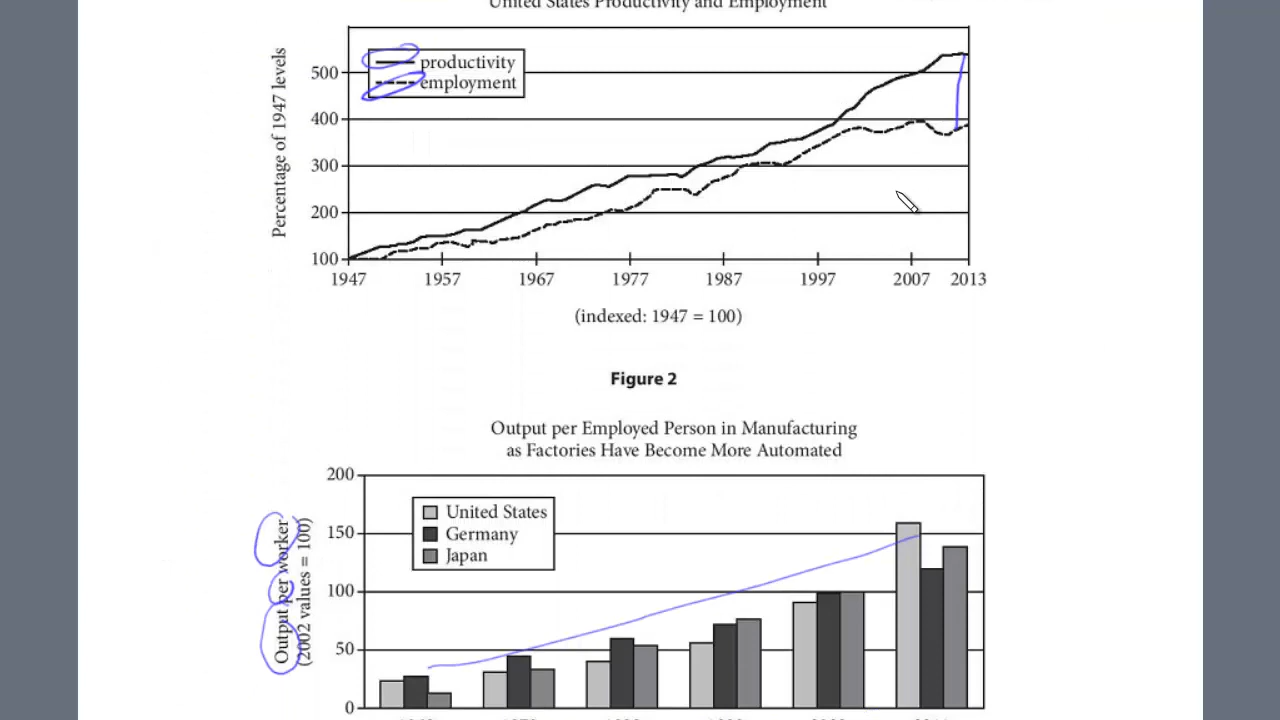 United States Productivity and Employment
Percentage of 1947 levels
productivity
employment
500
400
300
200
100
1947 1957 1967 1977 1987 1997 2007 2013
(indexed: 1947 = 100)
Figure 2
Output per Employed Person in Manufacturing
as Factories Have Become More Automated
Output per worker
(2002 values = 100)
United States
Germany
Japan
200
150
100
50
0